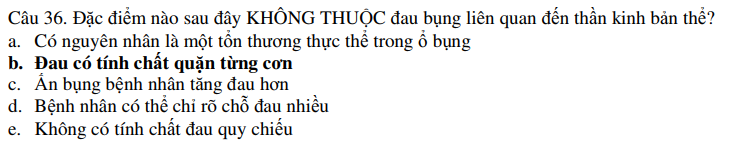 Câu 36. Đặc điểm nào sau đây KHÔNG THUỘC đau bụng liên quan đến thần kinh bản thể?
a. Có nguyên nhân là một tổn thương thực thể trong ổ bụng
b. Đau có tính chất quặn từng cơn
c. Ấn bụng bệnh nhân tăng đau hơn
d. Bệnh nhân có thể chỉ rõ chỗ đau nhiều
e. Không có tính chất đau quy chiếu